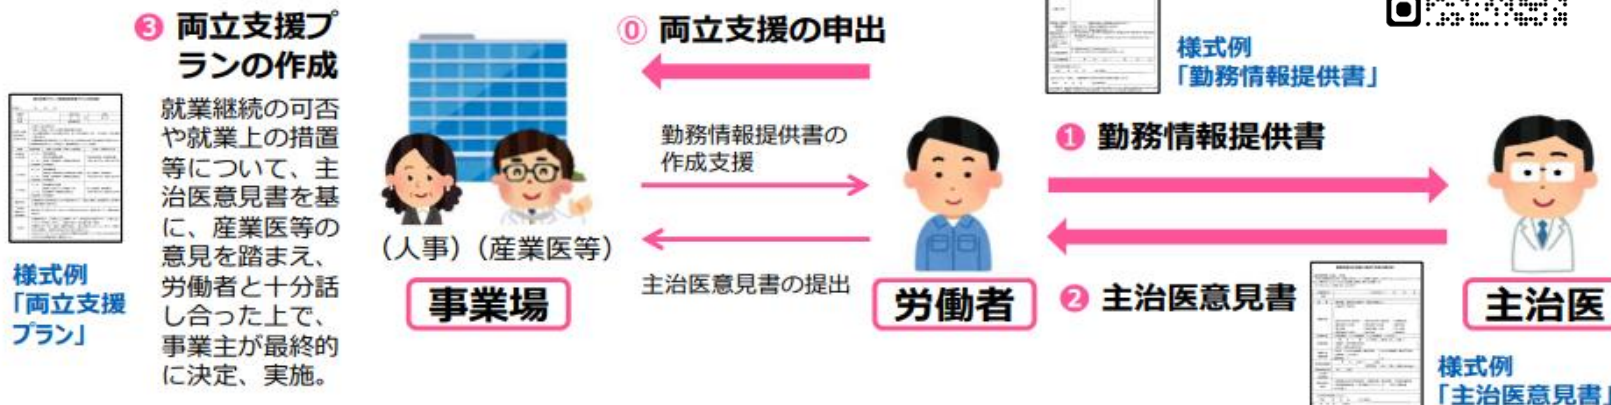 ❸ 両立支援プ
ランの作成
就業継続の可否
や就業上の措置
等について、主
治医意見書を基
に、産業医等の
意見を踏まえ、
労働者と十分話
し合った上で、
事業主が最終的
に決定、実施。
様式例
「両立支援
プラン」
(人事)(産業医等)
事業場
⓪ 両立支援の申出
勤務情報提供書の
作成支援
主治医意見書の提出
労働者
様式例
「勤務情報提供書」
❶ 勤務情報提供書
❷ 主治医意見書
主治医
様式例
「主治医意見書」